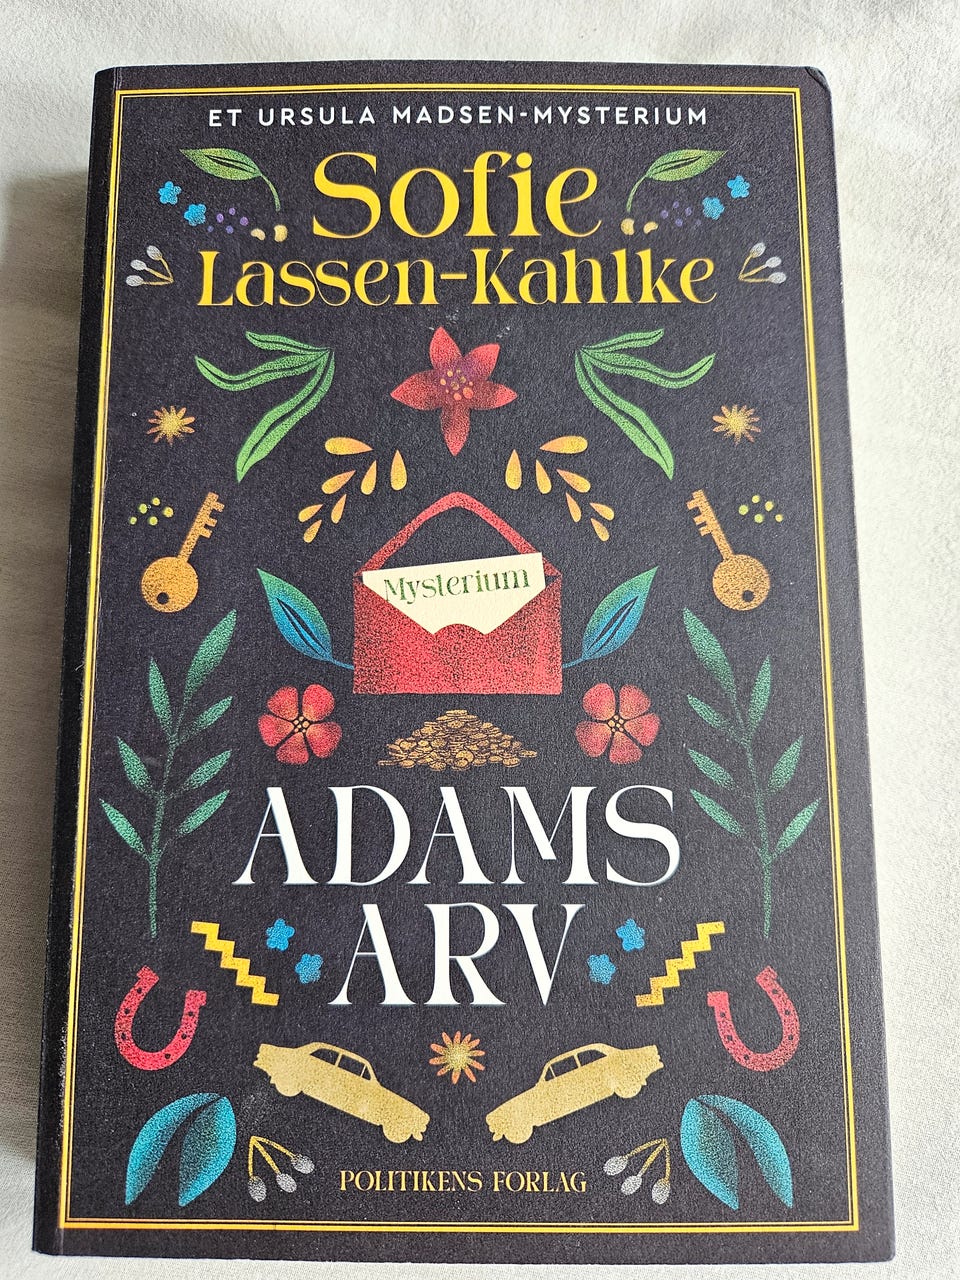 ET URSULA MADSEN-MYSTERIUM
Sofie
Lassen-Kahlke
Mysterium
ADAMS
ARV
POLITIKENS FORLAG